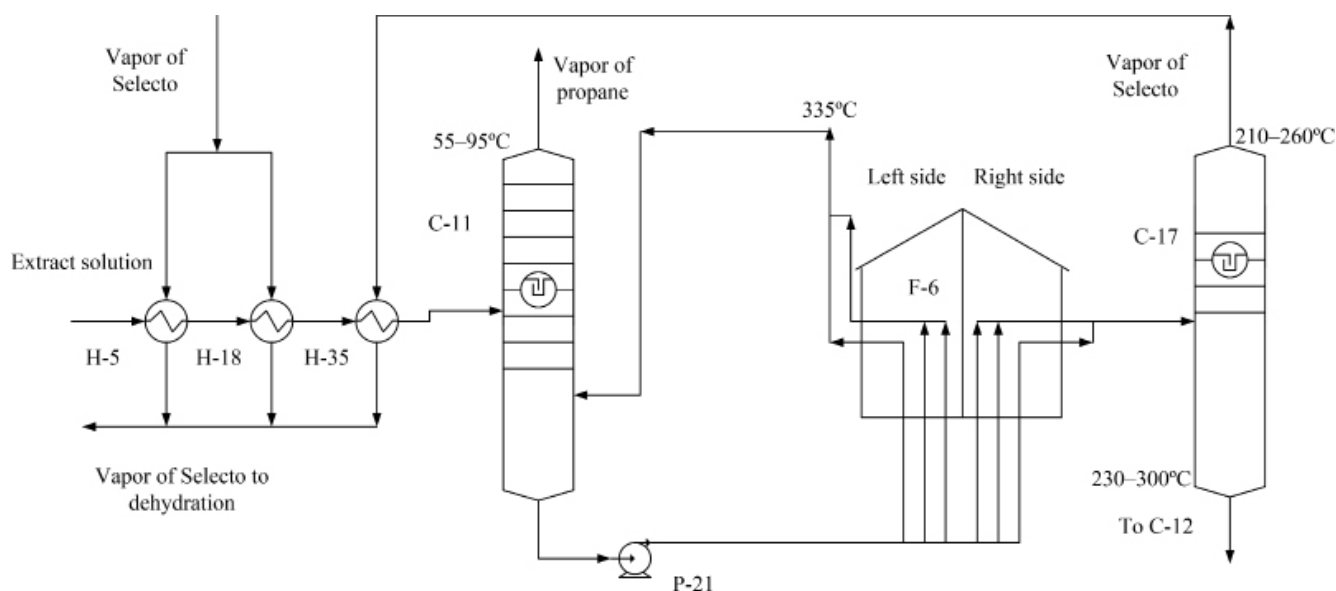 Vapor of
Selecto
Vapor of
propane
335ºC
Vapor of
Selecto
55–95ºC
210–260ºC
Left side
Right side
C-11
C-17
Extract solution
F-6
H-5
H-18
H-35
Vapor of Selecto to
dehydration
230–300ºC
To C-12
P-21